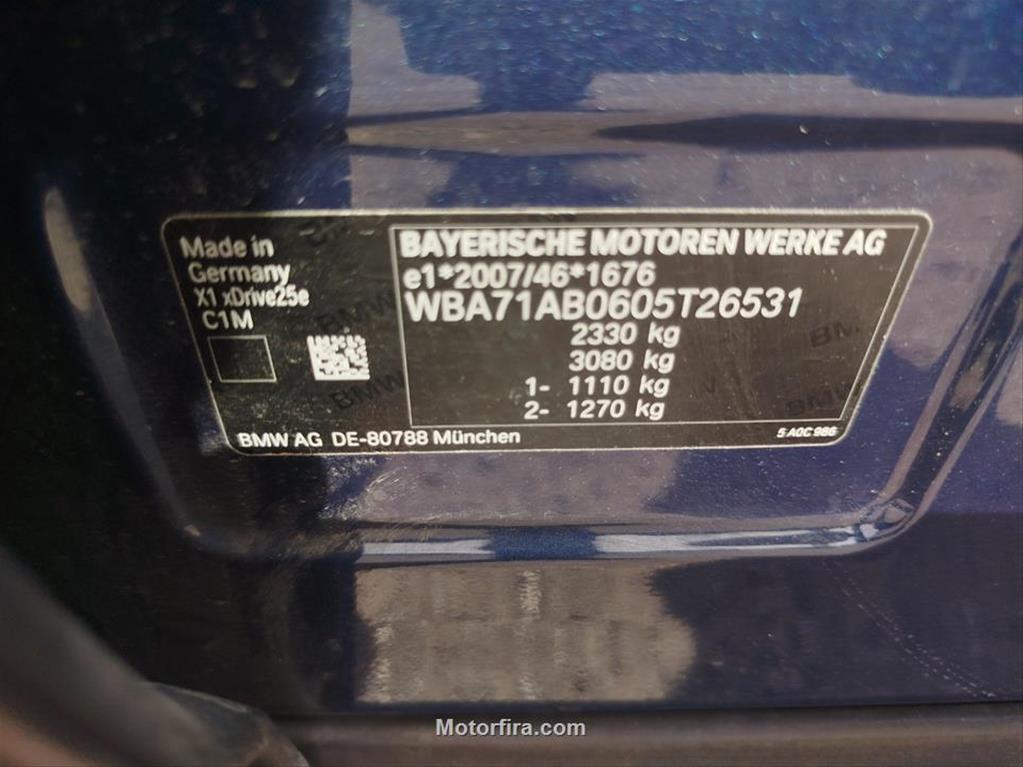 Made in
Germany
X1 xDrive25e
C1M
BAYERISCHE MOTOREN WERKE AG
e1*2007/46*1676
WBA71AB0605T26531
2330 kg
3080 kg
1- 1110 kg
2- 1270 kg
BMW AG DE-80788 München
5 A0C 986
Motorfira.com